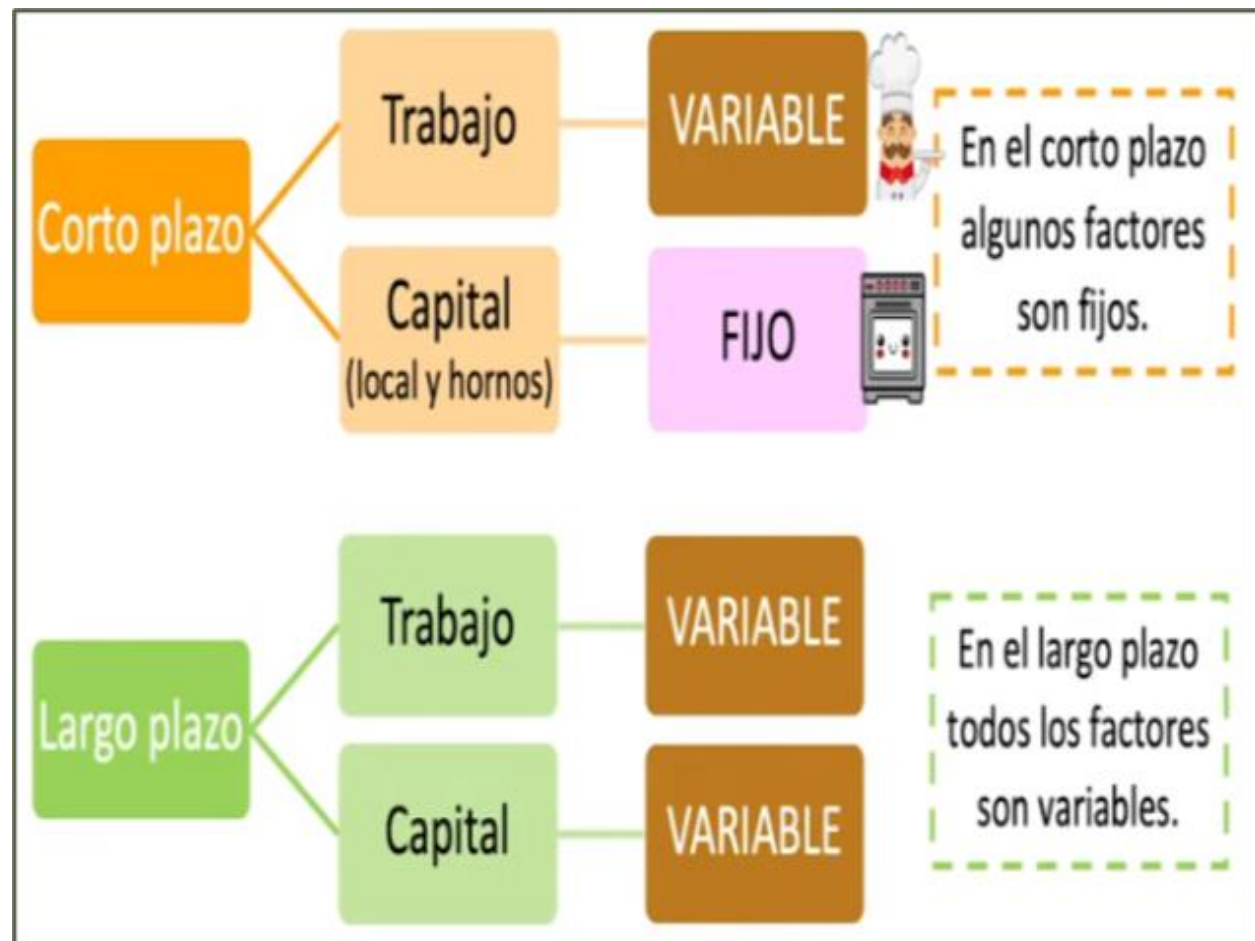 Corto plazo
Trabajo
VARIABLE
Capital
(local y hornos)
FIJO
En el corto plazo
algunos factores
son fijos.
Largo plazo
Trabajo
VARIABLE
Capital
VARIABLE
En el largo plazo
todos los factores
son variables.